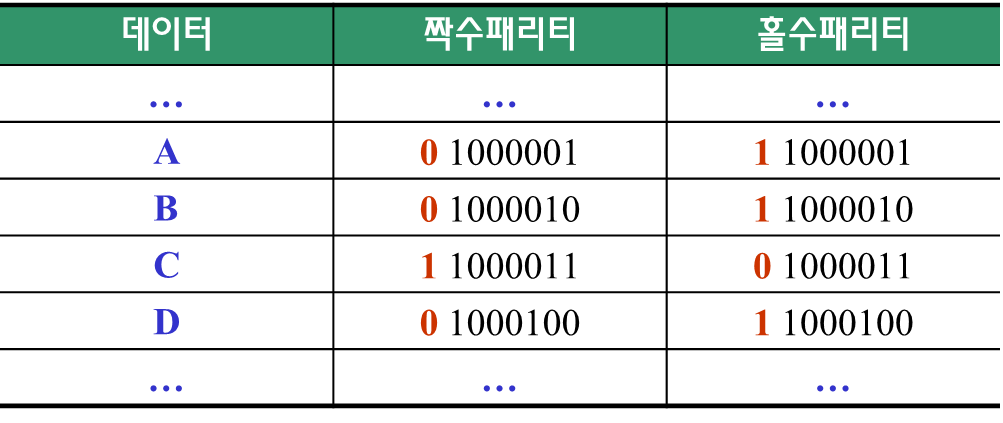 데이터 짝수패리티 홀수패리티
… … …
A 0 1000001 1 1000001
B 0 1000010 1 1000010
C 1 1000011 0 1000011
D 0 1000100 1 1000100
… … …